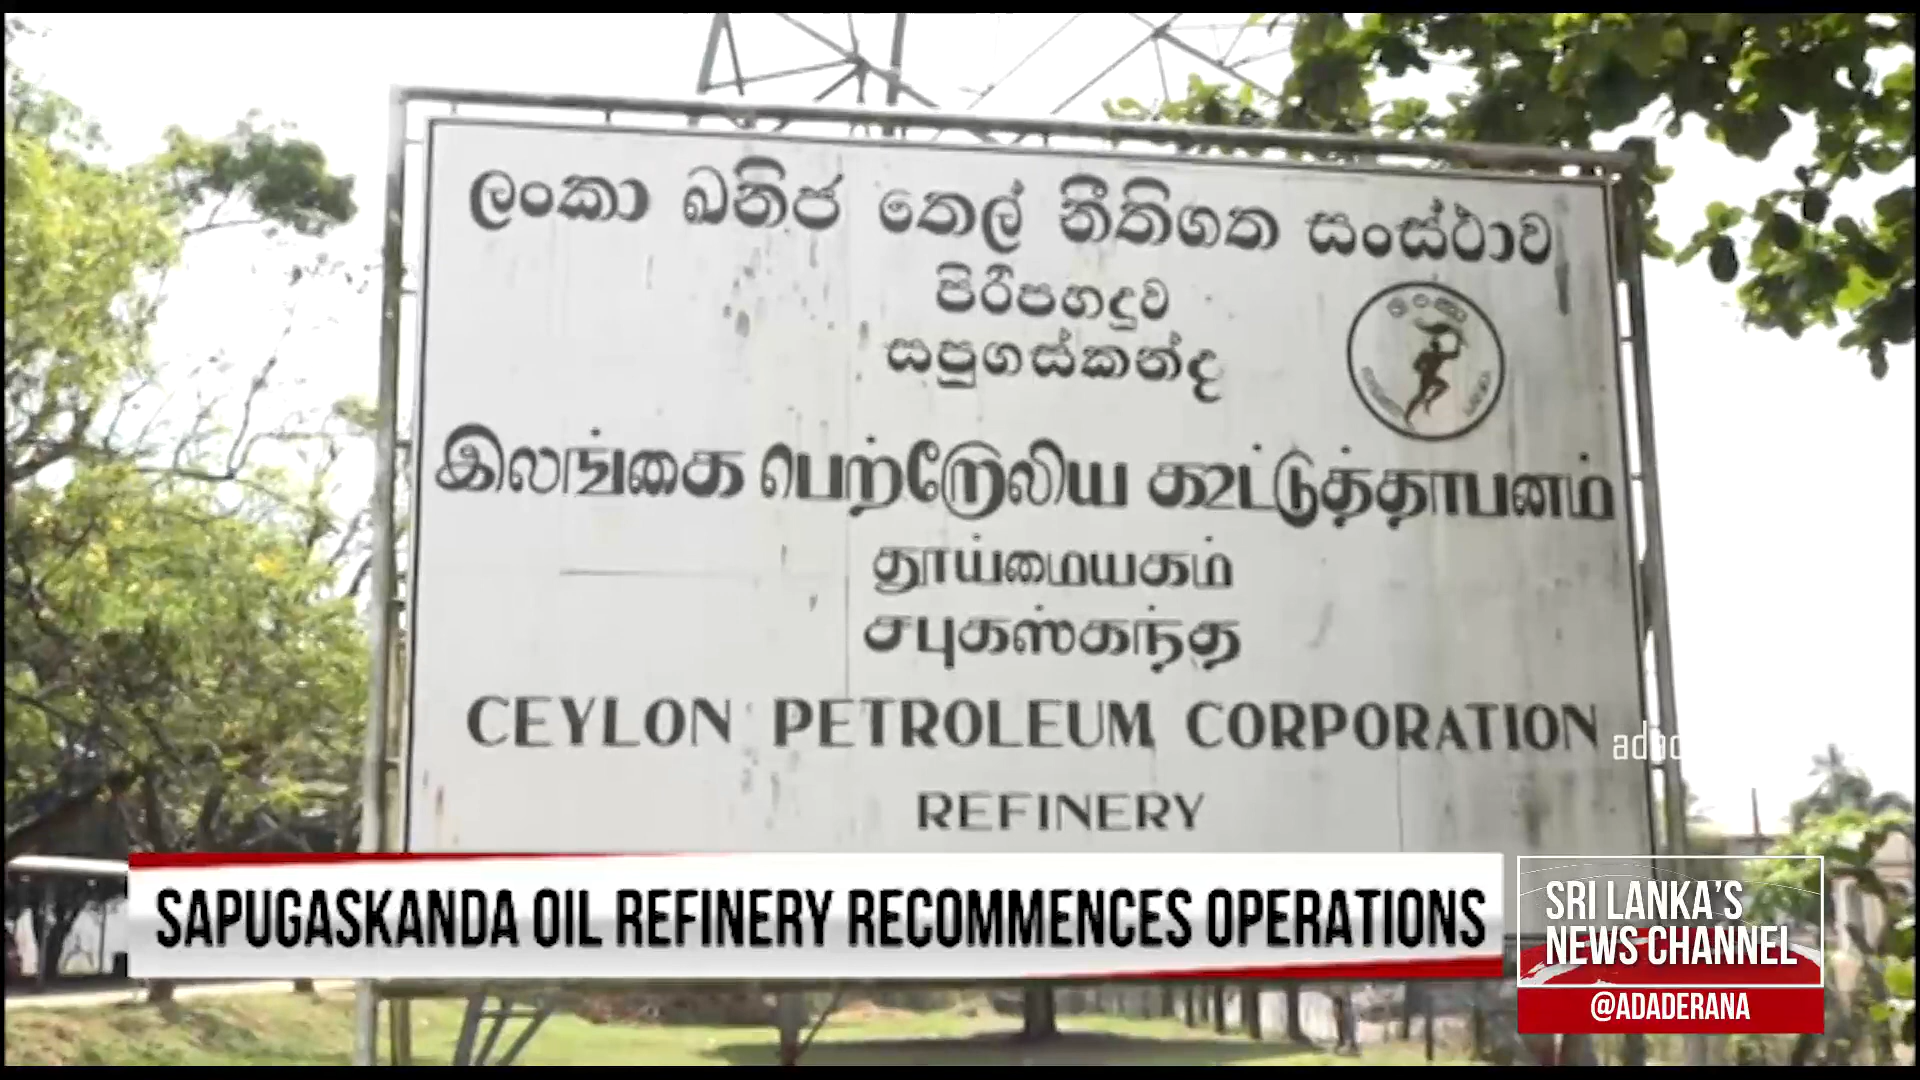 ලංකා ඛනිජ තෙල් නීතිගත සංස්ථාව
පිරිපහදුව
සපුගස්කන්ද
இலங்கை பெற்றோலிய கூட்டுத்தாபனம்
தூய்மையகம்
சபுகஸ்கந்த
CEYLON PETROLEUM CORPORATION
REFINERY
SAPUGASKANDA OIL REFINERY RECOMMENCES OPERATIONS
SRI LANKA'S
NEWS CHANNEL
@ADADERANA